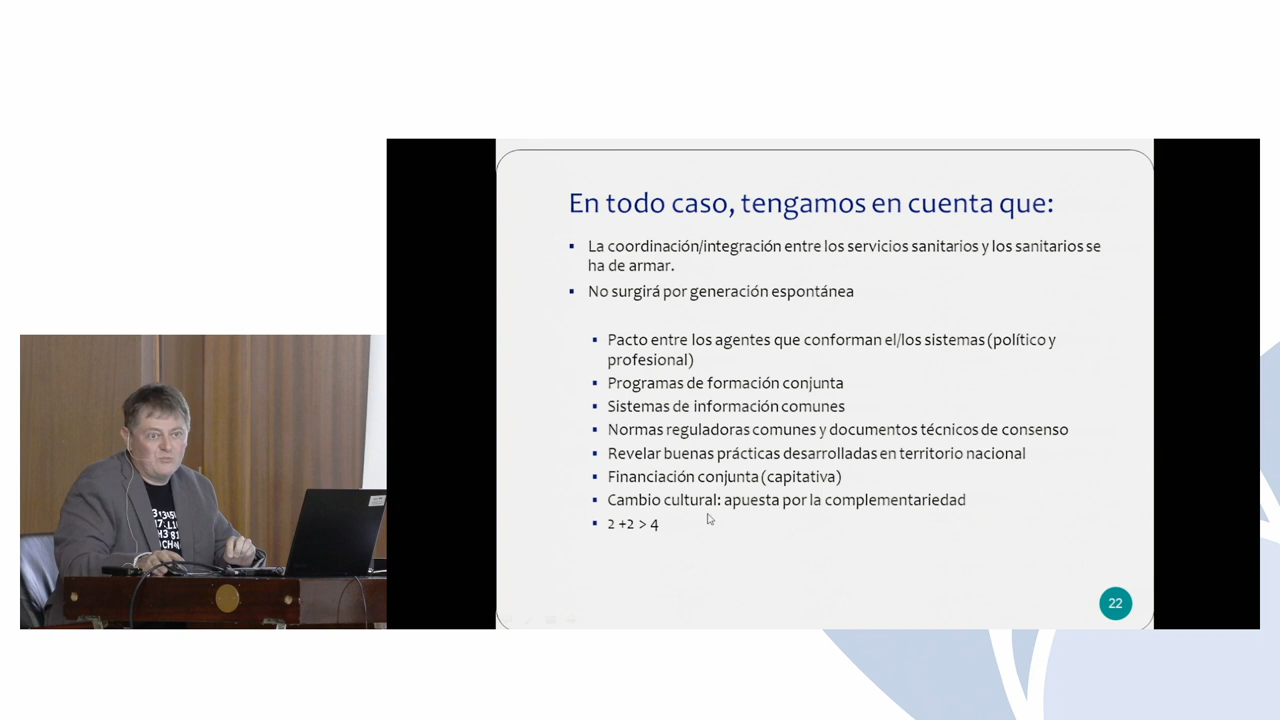 En todo caso, tengamos en cuenta que:
▪ La coordinación/integración entre los servicios sanitarios y los sanitarios se
ha de armar.
▪ No surgirá por generación espontánea
▪ Pacto entre los agentes que conforman el/los sistemas (político y
profesional)
▪ Programas de formación conjunta
▪ Sistemas de información comunes
▪ Normas reguladoras comunes y documentos técnicos de consenso
▪ Revelar buenas prácticas desarrolladas en territorio nacional
▪ Financiación conjunta (capitativa)
▪ Cambio cultural: apuesta por la complementariedad
▪ 2 +2 > 4
22